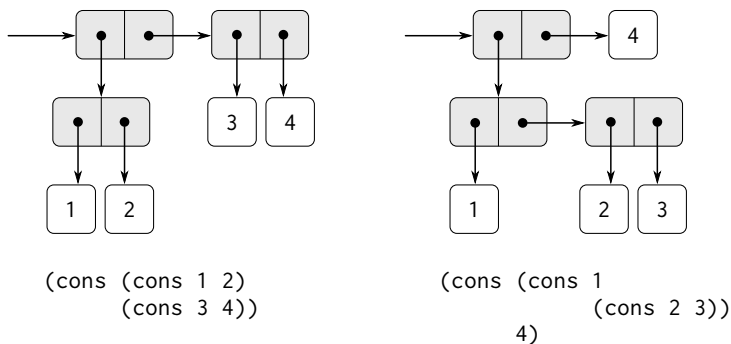 4
3 4
1 2
1
2 3
(cons (cons 1 2)
      (cons 3 4))
(cons (cons 1
            (cons 2 3))
      4)